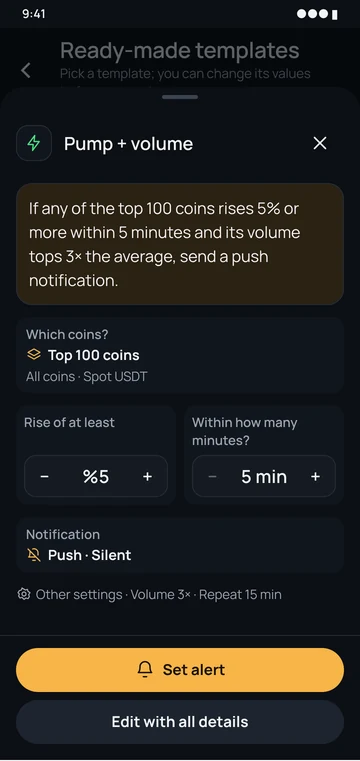 9:41
Ready-made templates
Pick a template; you can change its values
Pump + volume
If any of the top 100 coins rises 5% or
more within 5 minutes and its volume
tops 3× the average, send a push
notification.
Which coins?
Top 100 coins
All coins · Spot USDT
Rise of at least
− %5 +
Within how many
minutes?
− 5 min +
Notification
Push · Silent
Other settings · Volume 3× · Repeat 15 min
Set alert
Edit with all details